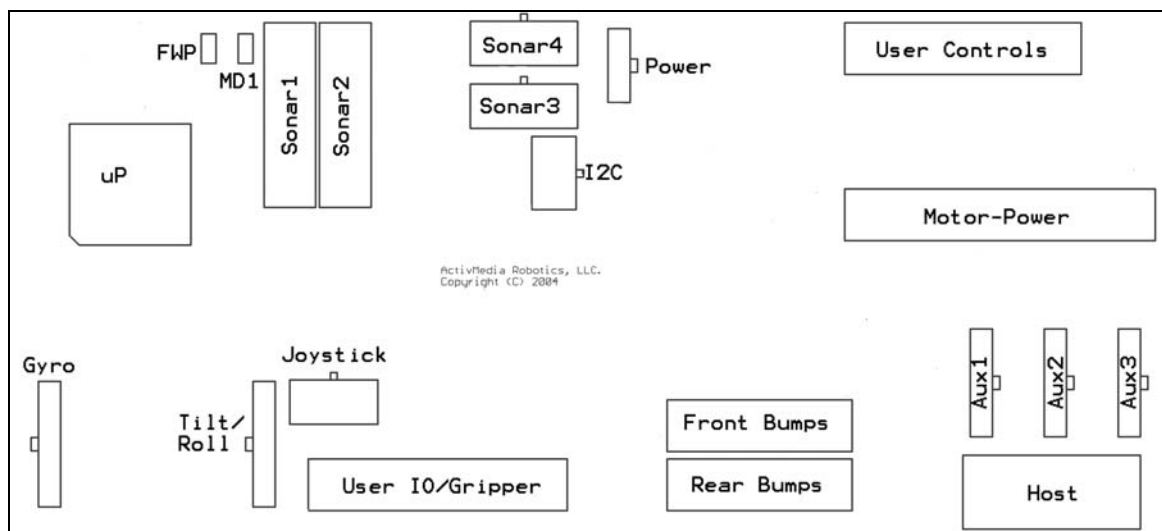 FWP
MD1
Sonar1
Sonar2
Sonar4
Sonar3
Power
I2C
User Controls
uP
Motor-Power
ActivMedia Robotics, LLC.
Copyright (C) 2004
Gyro
Tilt/
Roll
Joystick
User IO/Gripper
Front Bumps
Rear Bumps
Aux1
Aux2
Aux3
Host